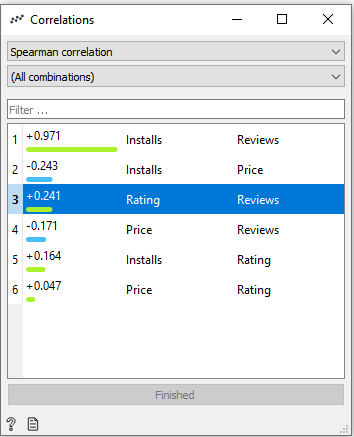 Correlations
Spearman correlation
(All combinations)
Filter ...
1 +0.971 Installs Reviews
2 -0.243 Installs Price
3 +0.241 Rating Reviews
4 -0.171 Price Reviews
5 +0.164 Installs Rating
6 +0.047 Price Rating
Finished
?